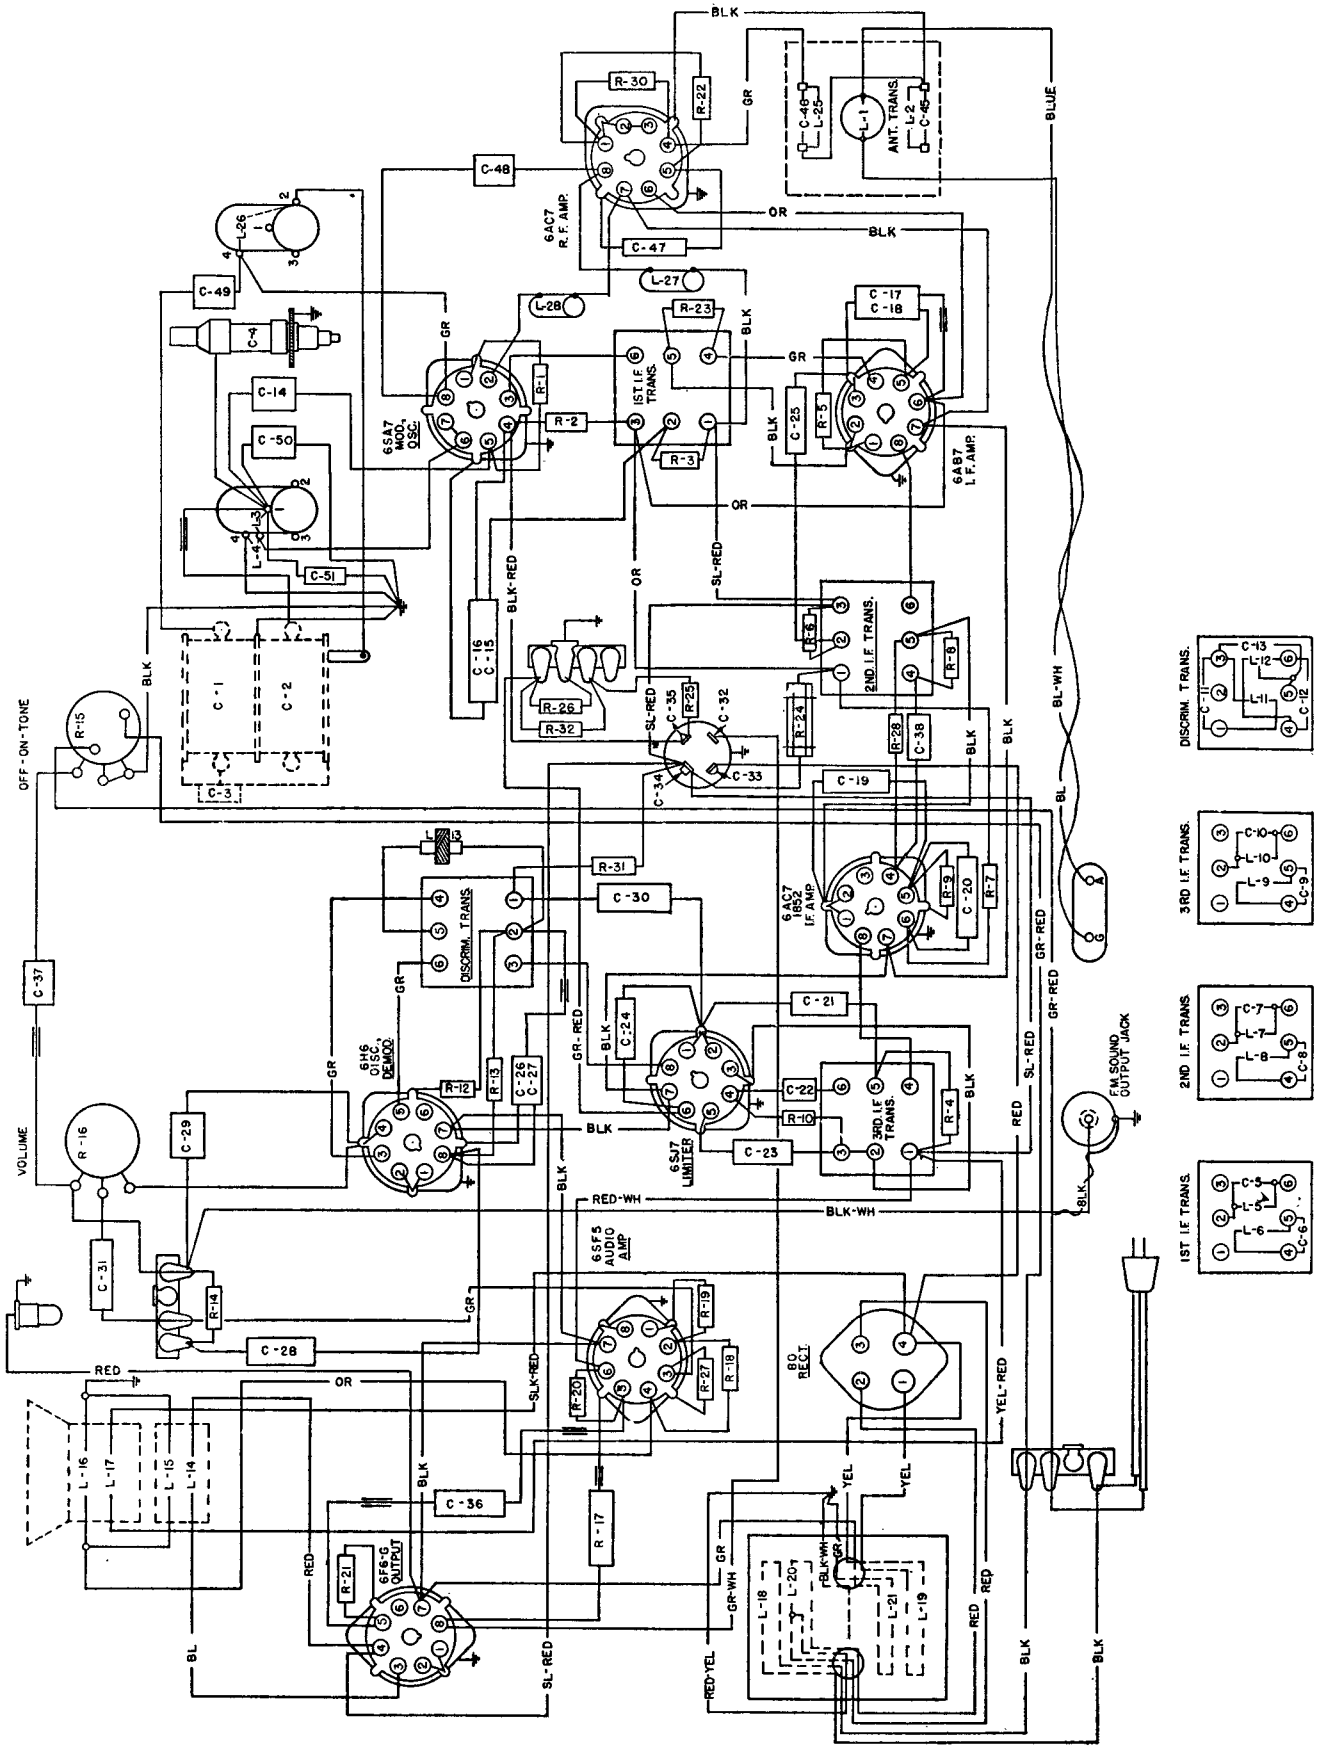 BLK
R-30
R-22
GR
C-46
L-25
L-1
ANT. TRANS.
L-2
C-45
BLUE
C-48
6AC7
R. F. AMP.
OR
BLK
C-47
L-27
L-28
R-23
BLK
1ST I.F.
TRANS.
GR
C-17
C-18
C-25
R-5
BLK
6AB7
I. F. AMP.
OR
R-3
R-2
R-1
GR
6SA7
MOD.,
OSC.
L-26
C-49
C-4
C-14
C-50
L-3
L-4
C-51
BLK
C-1
C-2
C-3
OFF-ON-TONE
R-15
C-16
C-15
BLK-RED
OR
SL-RED
R-6
2ND. I.F. TRANS.
R-8
R-26
R-32
SL-RED
C-35
R-25
C-32
C-34
C-33
R-24
R-28
C-38
BLK
BLK
BL-WH
BL
A
G
C-19
6AC7
1852
I.F. AMP.
R-9
C-20
R-7
GR-RED
GR-RED
L 13
R-31
C-30
DISCRIM. TRANS.
GR
GR
C-37
6H6
DISC.,
DEMOD.
R-12
R-13
C-26
C-27
GR-RED
BLK
C-24
C-21
6SJ7
LIMITER
C-22
R-10
C-23
3RD. I.F.
TRANS.
R-4
BLK
SL-RED
RED
F.M. SOUND
OUTPUT JACK
BLK
BLK
BLK
RED-WH
BLK-WH
VOLUME
R-16
C-29
C-31
R-14
C-28
GR
6SF5
AUDIO
AMP
R-19
R-18
R-27
R-20
80
RECT.
RED
OR
SLK-RED
YEL-RED
L-16
L-17
L-15
L-14
BLK
C-36
R-17
YEL
YEL
RED
BL
R-21
6F6-G
OUTPUT
GR
GR-WH
BLK-WH
GR
L-18
L-20
L-21
L-19
RED
RED
SL-RED
RED-YEL
BLK
BLK
DISCRIM. TRANS.
C-13
L-12
C-11
L-11
C-12
3RD I.F. TRANS.
C-10
L-10
L-9
C-9
2ND I.F. TRANS.
C-7
L-7
L-8
C-8
1ST I.F. TRANS.
C-5
L-5
L-6
C-6